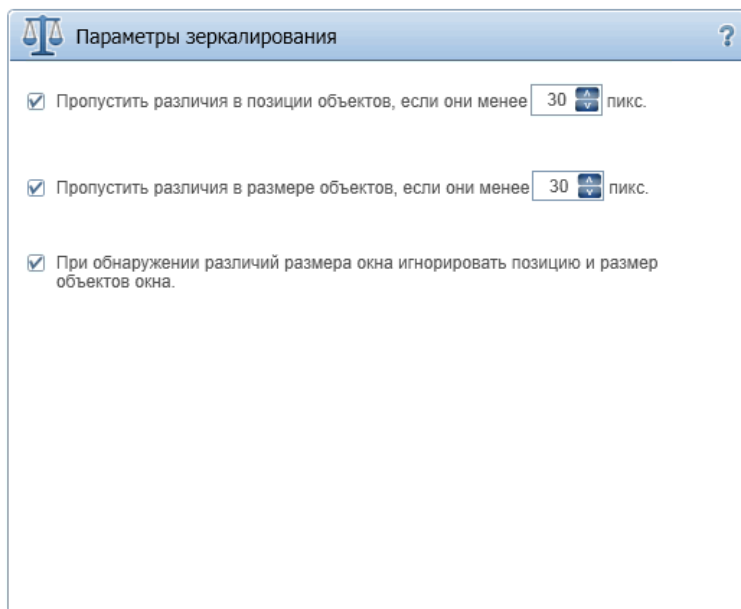 Параметры зеркалирования ?
Пропустить различия в позиции объектов, если они менее 30 пикс.
Пропустить различия в размере объектов, если они менее 30 пикс.
При обнаружении различий размера окна игнорировать позицию и размер
объектов окна.